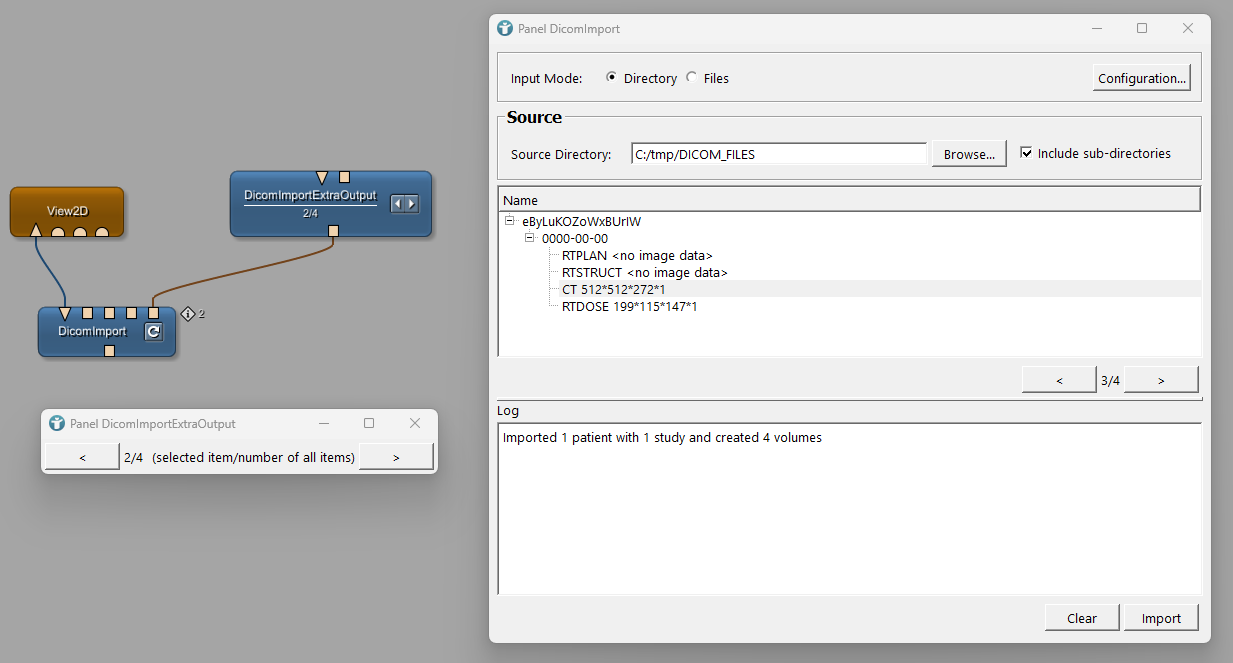 View2D
DicomImportExtraOutput
2/4
DicomImport
2
Panel DicomImportExtraOutput
< 2/4 (selected item/number of all items) >
Panel DicomImport
Input Mode: Directory Files Configuration...
Source
Source Directory: C:/tmp/DICOM_FILES Browse... Include sub-directories
Name
eByLuKOZoWxBUrIW
0000-00-00
RTPLAN <no image data>
RTSTRUCT <no image data>
CT 512*512*272*1
RTDOSE 199*115*147*1
< 3/4 >
Log
Imported 1 patient with 1 study and created 4 volumes
Clear Import